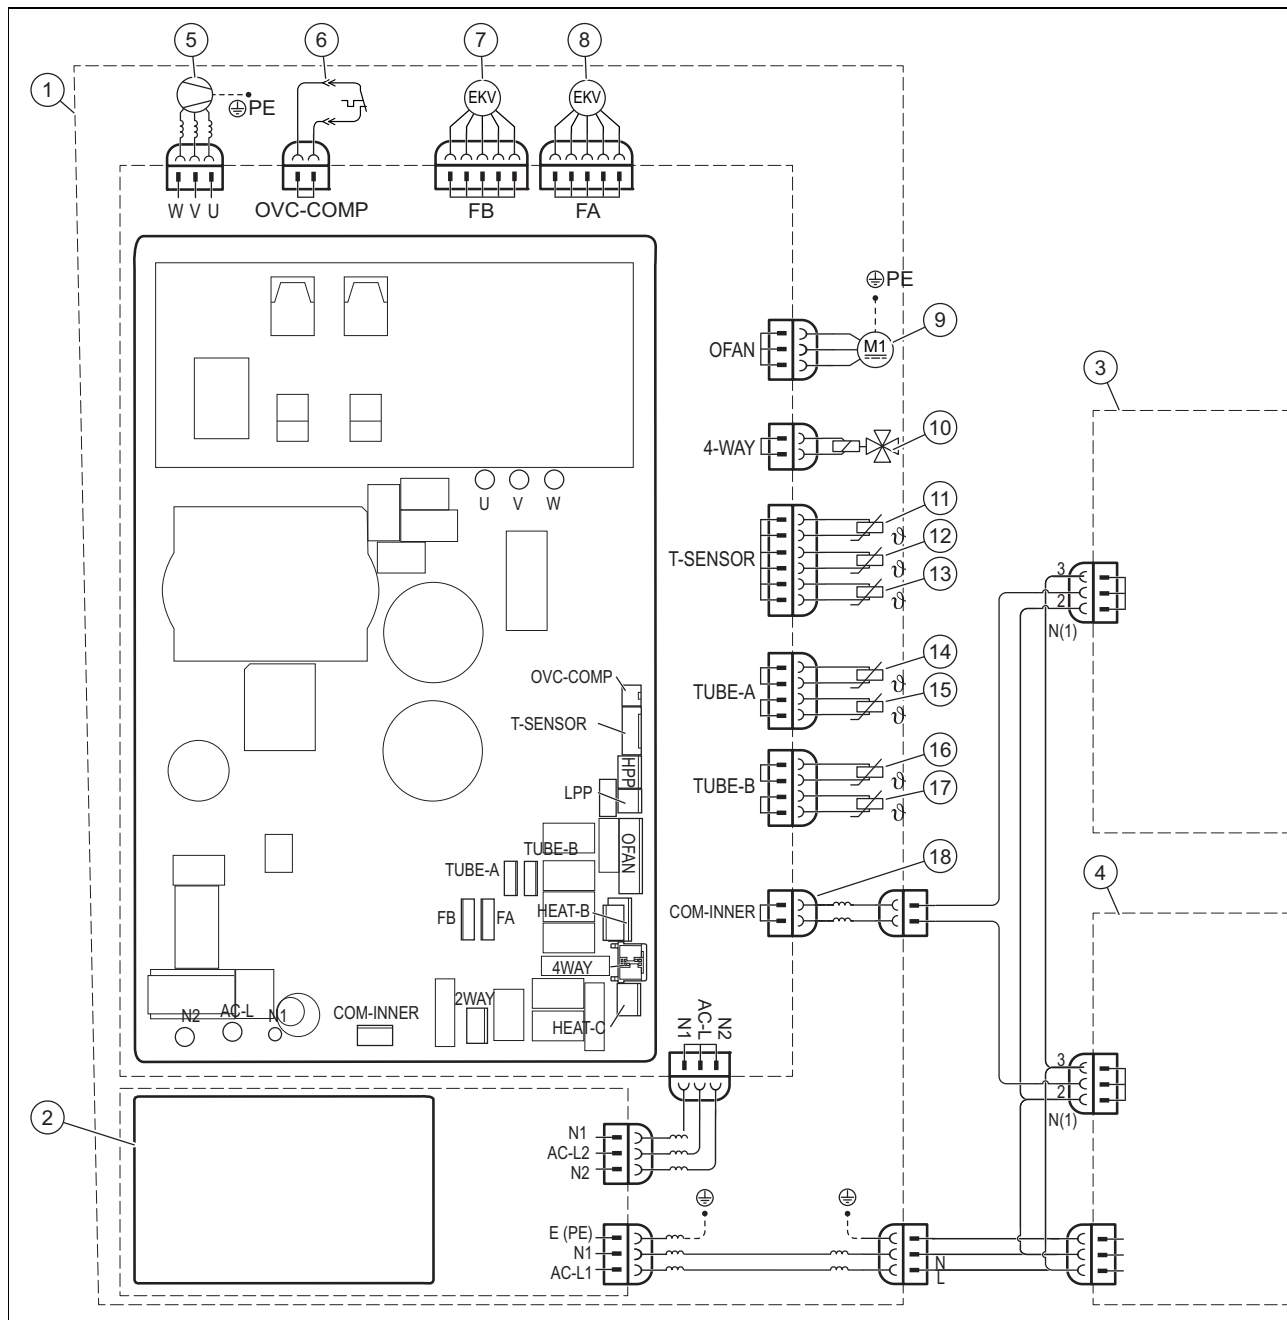 5
6
7
8
1
EKV
EKV
PE
W V U
OVC-COMP
FB
FA
PE
9
OFAN
M1
3
4-WAY
10
U
V
W
11
T-SENSOR
ϑ
12
ϑ
13
ϑ
3
2
N(1)
14
OVC-COMP
TUBE-A
ϑ
15
T-SENSOR
ϑ
16
HPP
TUBE-B
ϑ
LPP
17
ϑ
OFAN
TUBE-B
TUBE-A
18
4
HEAT-B
COM-INNER
FB
FA
4WAY
2WAY
N2
AC-L
N1
COM-INNER
HEAT-C
N1
AC-L
N2
3
2
N(1)
2
N1
AC-L2
N2
E (PE)
N1
AC-L1
N
L